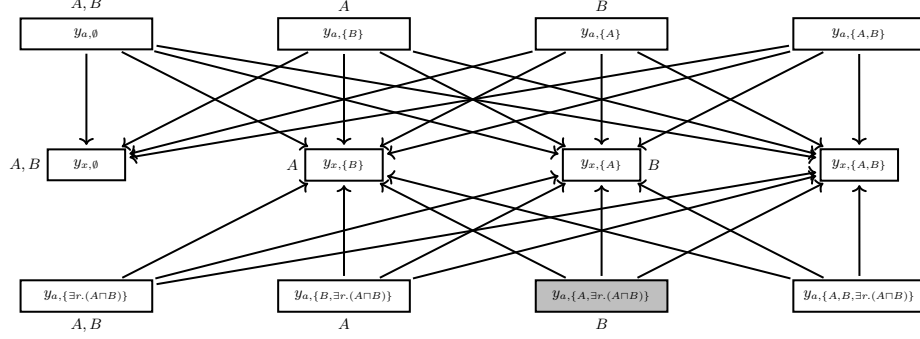 A, B A B
y_{a,∅} y_{a,{B}} y_{a,{A}} y_{a,{A,B}}
A, B y_{x,∅} A y_{x,{B}} y_{x,{A}} B y_{x,{A,B}}
y_{a,{∃r.(A⊓B)}} y_{a,{B,∃r.(A⊓B)}} y_{a,{A,∃r.(A⊓B)}} y_{a,{A,B,∃r.(A⊓B)}}
A, B A B